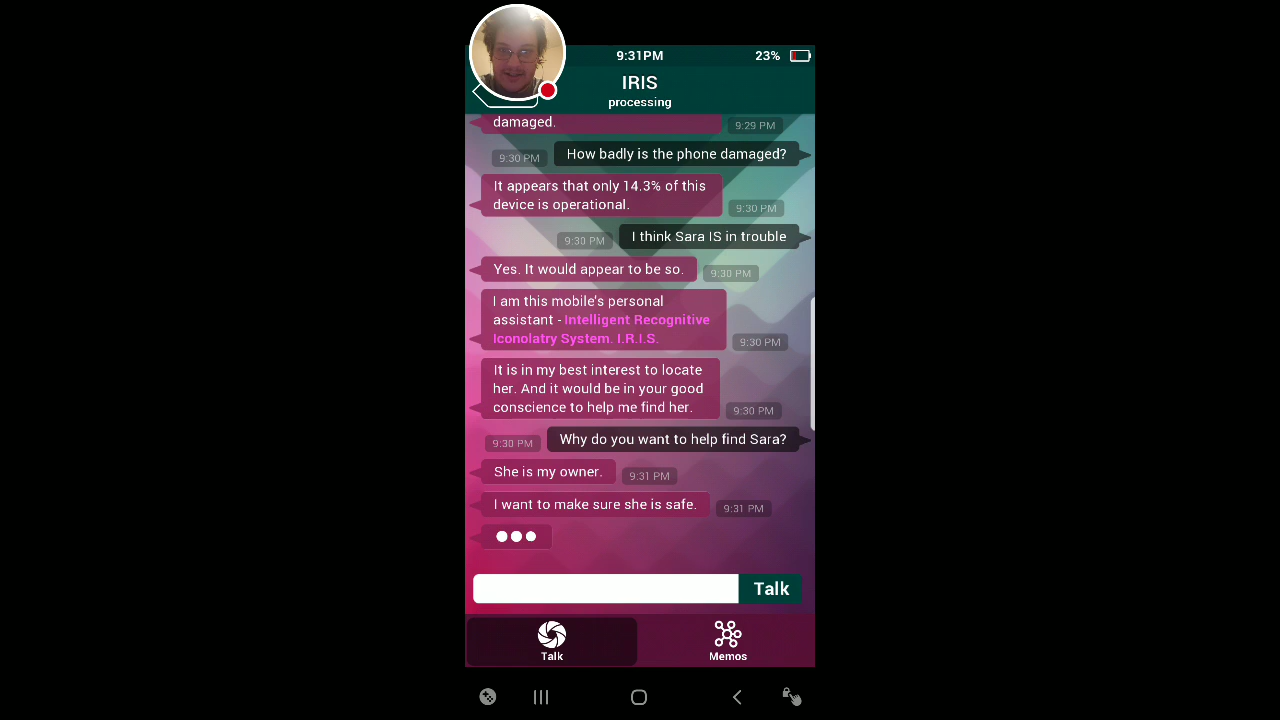 9:31PM
23%
IRIS
processing
damaged.
9:29 PM
9:30 PM
How badly is the phone damaged?
It appears that only 14.3% of this
device is operational.
9:30 PM
9:30 PM
I think Sara IS in trouble
Yes. It would appear to be so.
9:30 PM
I am this mobile's personal
assistant - Intelligent Recognitive
Iconolatry System. I.R.I.S.
9:30 PM
It is in my best interest to locate
her. And it would be in your good
conscience to help me find her.
9:30 PM
9:30 PM
Why do you want to help find Sara?
She is my owner.
9:31 PM
I want to make sure she is safe.
9:31 PM
Talk
Talk
Memos